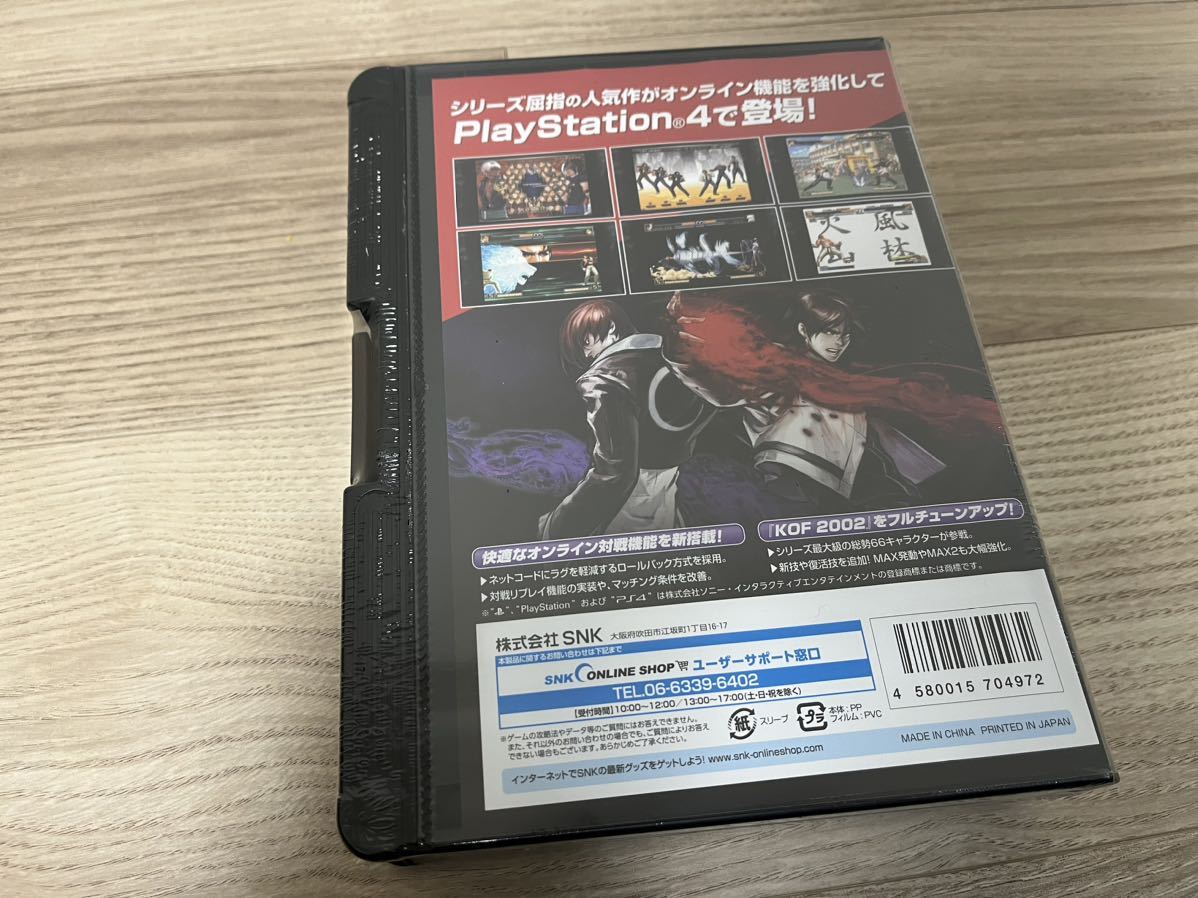 シリーズ屈指の人気作がオンライン機能を強化して
PlayStation®4で登場!
火 風
山 林
快適なオンライン対戦機能を新搭載!
▶ネットコードにラグを軽減するロールバック方式を採用。
▶対戦リプレイ機能の実装や、マッチング条件を改善。
『KOF 2002』をフルチューンアップ!
▶シリーズ最大級の総勢66キャラクターが参戦。
▶新技や復活技を追加! MAX発動やMAX2も大幅強化。
※"PS"、"PlayStation" および "PS4" は株式会社ソニー・インタラクティブエンタテインメントの登録商標または商標です。
株式会社 SNK 大阪府吹田市江坂町1丁目16-17
本製品に関するお問い合わせは下記まで
SNK ONLINE SHOP ユーザーサポート窓口
TEL.06-6339-6402
【受付時間】10:00~12:00/13:00~17:00(土・日・祝を除く)
※ゲームの攻略法やデータ等のご質問にはお答えできません。
また、それ以外のお問い合わせの場合でも、ご質問によりお答え
できない場合もございます。あらかじめご了承ください。
紙 スリーブ
プラ 本体:PP
フィルム:PVC
4 580015 704972
インターネットでSNKの最新グッズをゲットしよう! www.snk-onlineshop.com
MADE IN CHINA PRINTED IN JAPAN